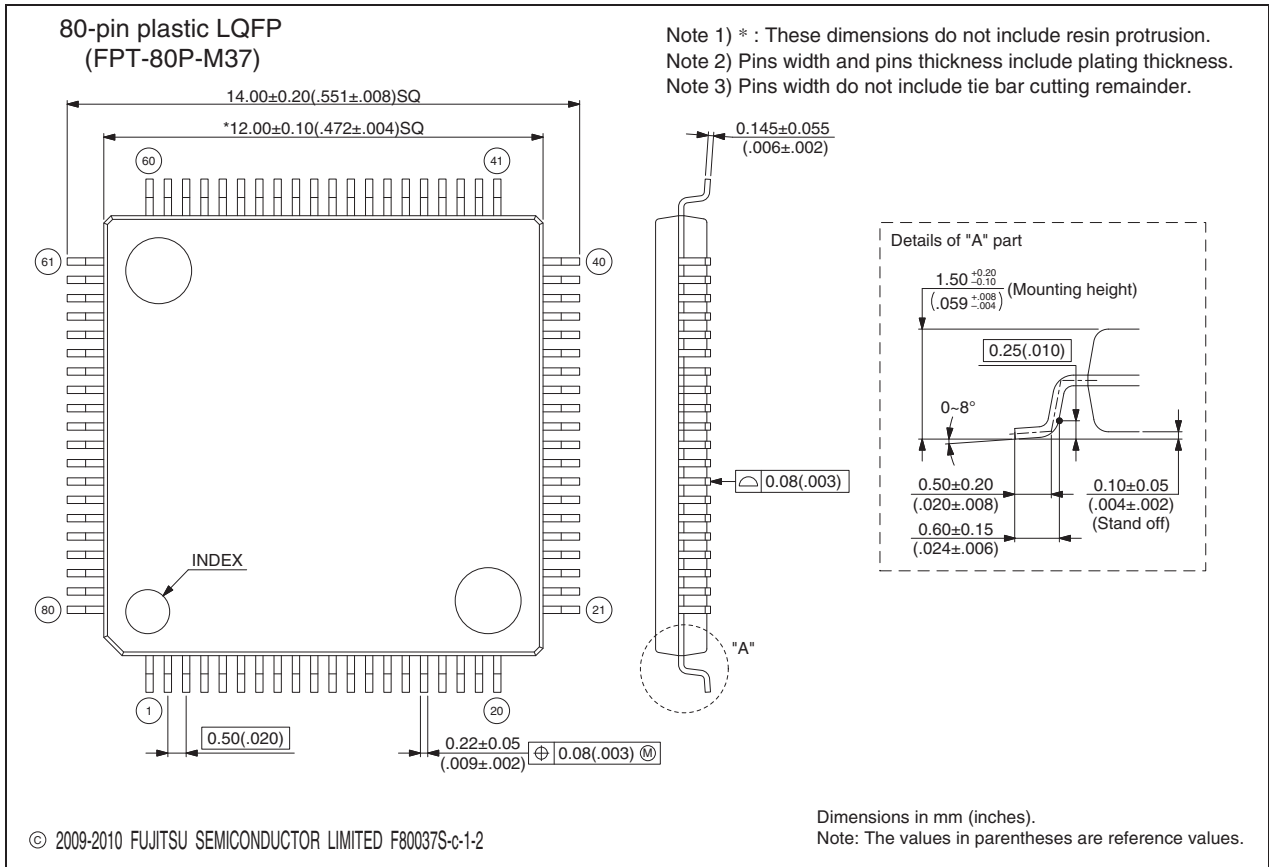 80-pin plastic LQFP
(FPT-80P-M37)
Note 1) * : These dimensions do not include resin protrusion.
Note 2) Pins width and pins thickness include plating thickness.
Note 3) Pins width do not include tie bar cutting remainder.
14.00±0.20(.551±.008)SQ
*12.00±0.10(.472±.004)SQ
60
41
61
40
INDEX
80
21
1
20
0.50(.020)
0.22±0.05
(.009±.002)
⌖ 0.08(.003) Ⓜ
0.145±0.055
(.006±.002)
⌓ 0.08(.003)
"A"
Details of "A" part
1.50 +0.20 –0.10 (Mounting height)
(.059 +.008 –.004)
0.25(.010)
0~8°
0.50±0.20
(.020±.008)
0.60±0.15
(.024±.006)
0.10±0.05
(.004±.002)
(Stand off)
© 2009-2010 FUJITSU SEMICONDUCTOR LIMITED F80037S-c-1-2
Dimensions in mm (inches).
Note: The values in parentheses are reference values.